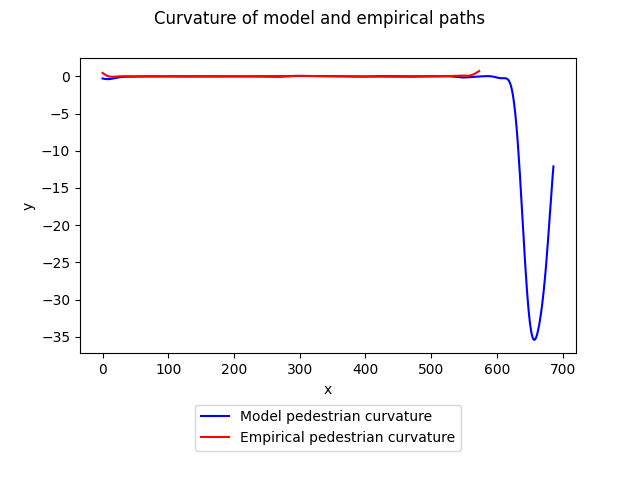 Curvature of model and empirical paths
0
−5
−10
−15
−20
−25
−30
−35
y
0 100 200 300 400 500 600 700
x
Model pedestrian curvature
Empirical pedestrian curvature